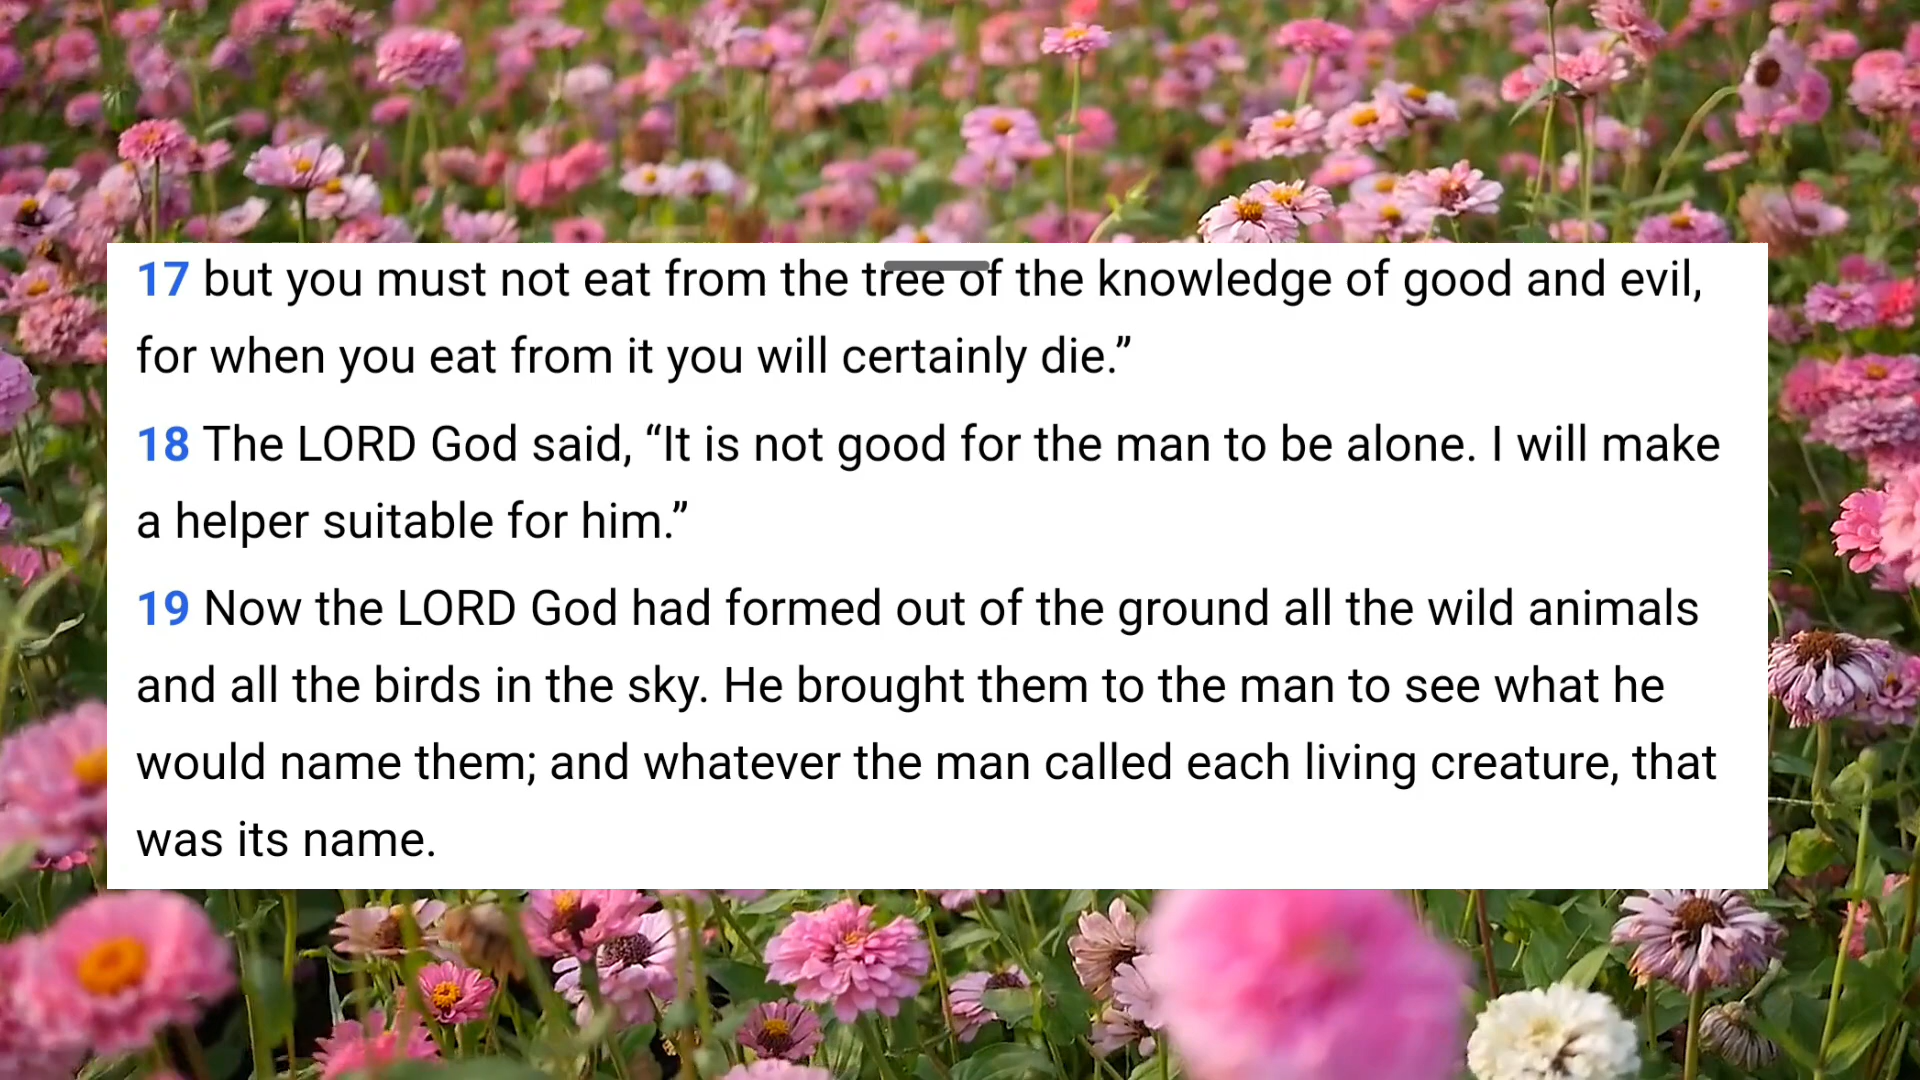 17 but you must not eat from the tree of the knowledge of good and evil,
for when you eat from it you will certainly die.”
18 The LORD God said, “It is not good for the man to be alone. I will make
a helper suitable for him.”
19 Now the LORD God had formed out of the ground all the wild animals
and all the birds in the sky. He brought them to the man to see what he
would name them; and whatever the man called each living creature, that
was its name.